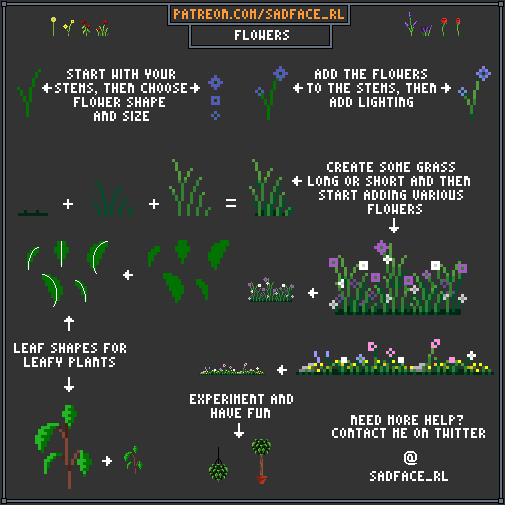 PATREON.COM/SADFACE_RL
FLOWERS
START WITH YOUR
STEMS, THEN CHOOSE
FLOWER SHAPE
AND SIZE
ADD THE FLOWERS
TO THE STEMS, THEN
ADD LIGHTING
CREATE SOME GRASS
LONG OR SHORT AND THEN
START ADDING VARIOUS
FLOWERS
LEAF SHAPES FOR
LEAFY PLANTS
EXPERIMENT AND
HAVE FUN
NEED MORE HELP?
CONTACT ME ON TWITTER
@
SADFACE_RL